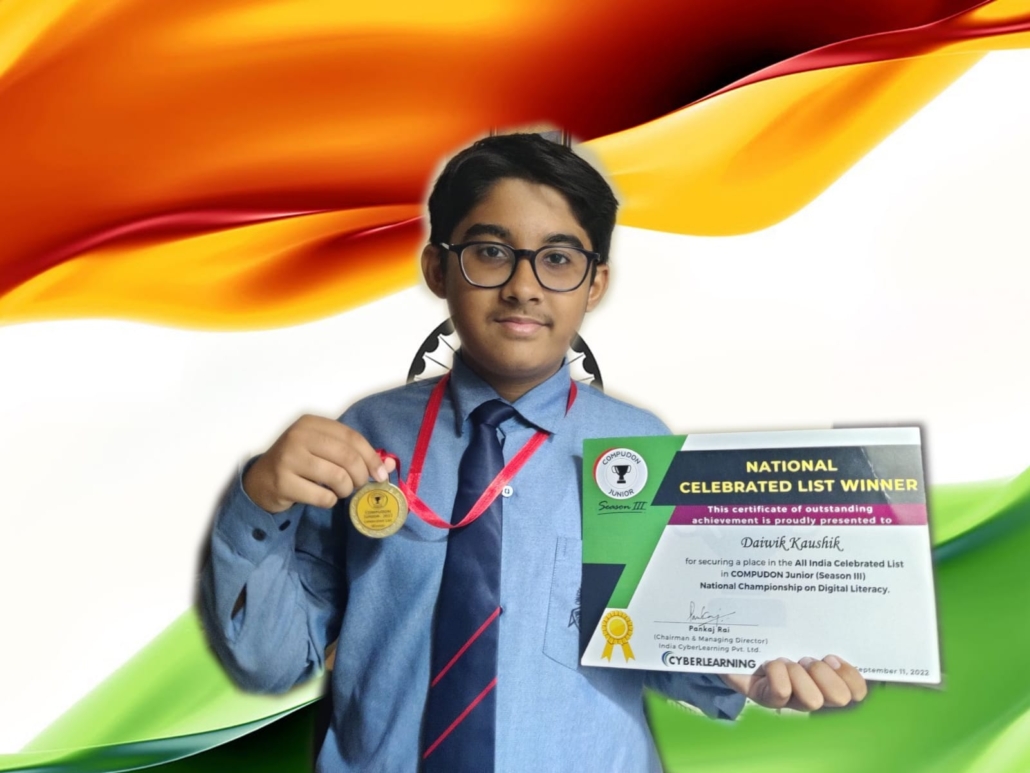 COMPUDON
JUNIOR
Season III
NATIONAL
CELEBRATED LIST WINNER
This certificate of outstanding
achievement is proudly presented to
Daiwik Kaushik
for securing a place in the All India Celebrated List
in COMPUDON Junior (Season III)
National Championship on Digital Literacy.
Pankaj Rai
(Chairman & Managing Director)
India CyberLearning Pvt. Ltd.
CYBERLEARNING
September 11, 2022
COMPUDON